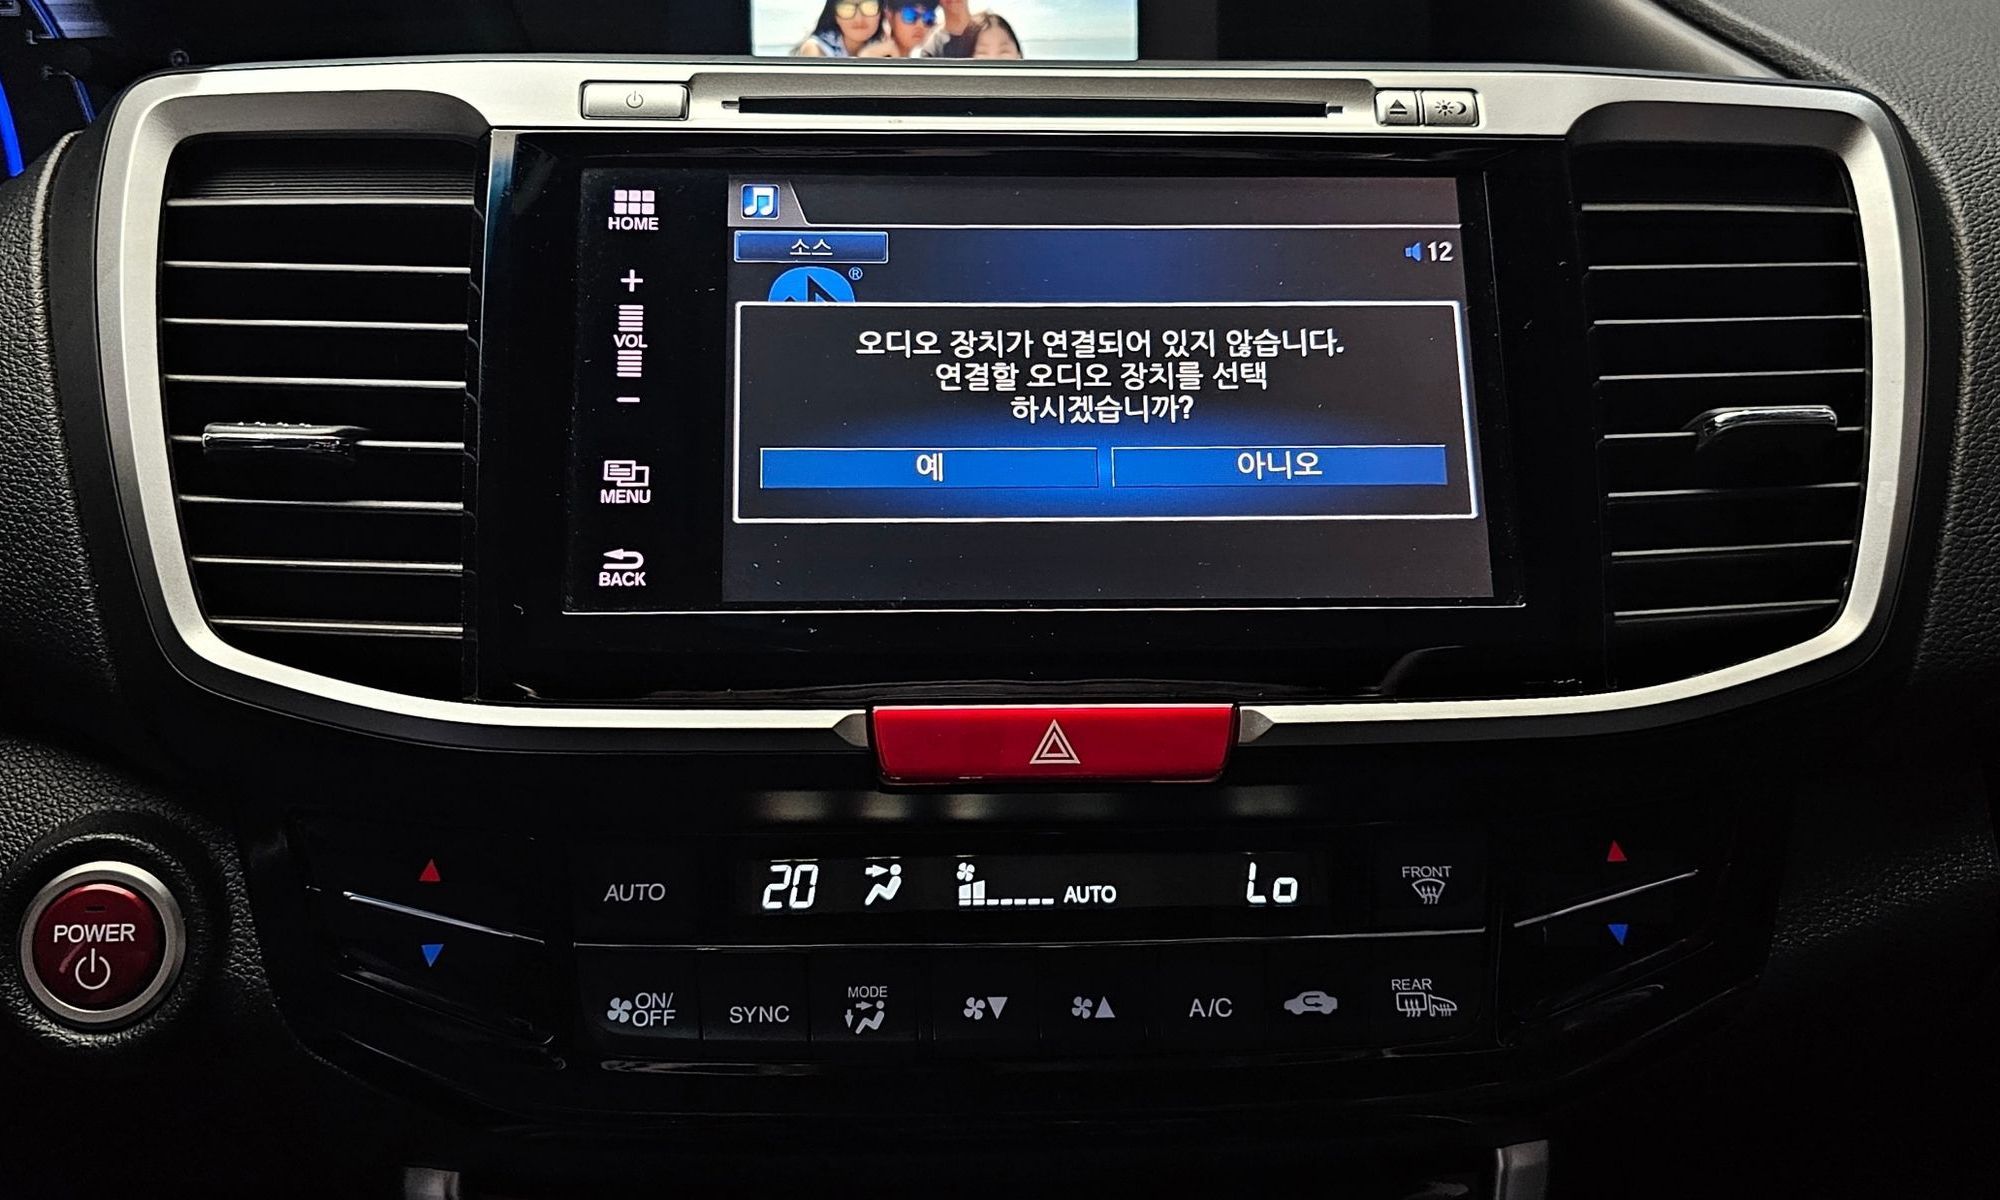 HOME
소스
®
12
+
VOL
−
오디오 장치가 연결되어 있지 않습니다.
연결할 오디오 장치를 선택
하시겠습니까?
예
아니오
MENU
BACK
POWER
AUTO
20
AUTO
Lo
FRONT
ON/
OFF
SYNC
MODE
A/C
REAR